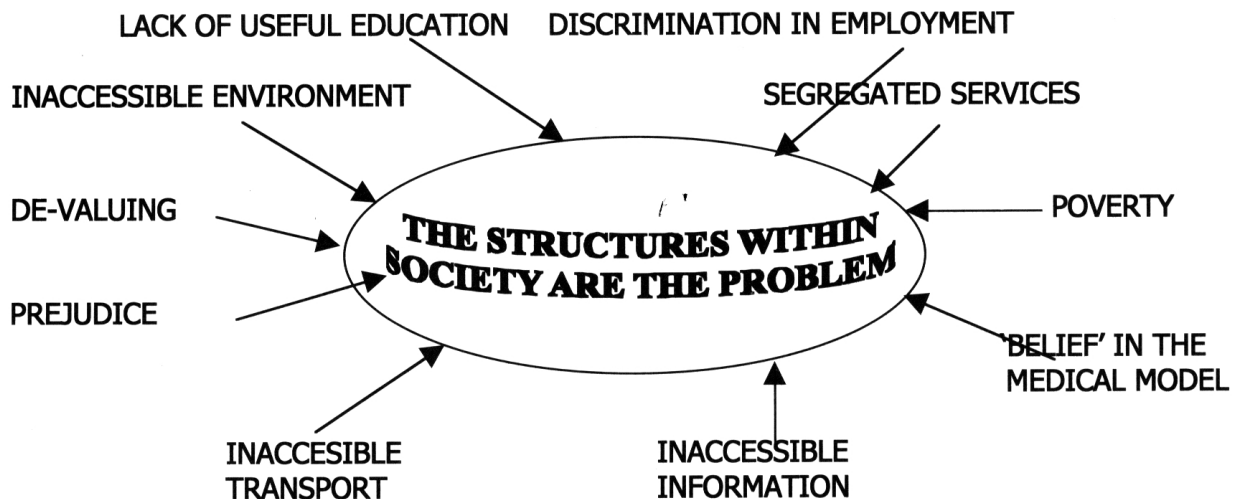 LACK OF USEFUL EDUCATION
DISCRIMINATION IN EMPLOYMENT
INACCESSIBLE ENVIRONMENT
SEGREGATED SERVICES
DE-VALUING
POVERTY
THE STRUCTURES WITHIN
SOCIETY ARE THE PROBLEM
PREJUDICE
'BELIEF' IN THE
MEDICAL MODEL
INACCESIBLE
TRANSPORT
INACCESSIBLE
INFORMATION